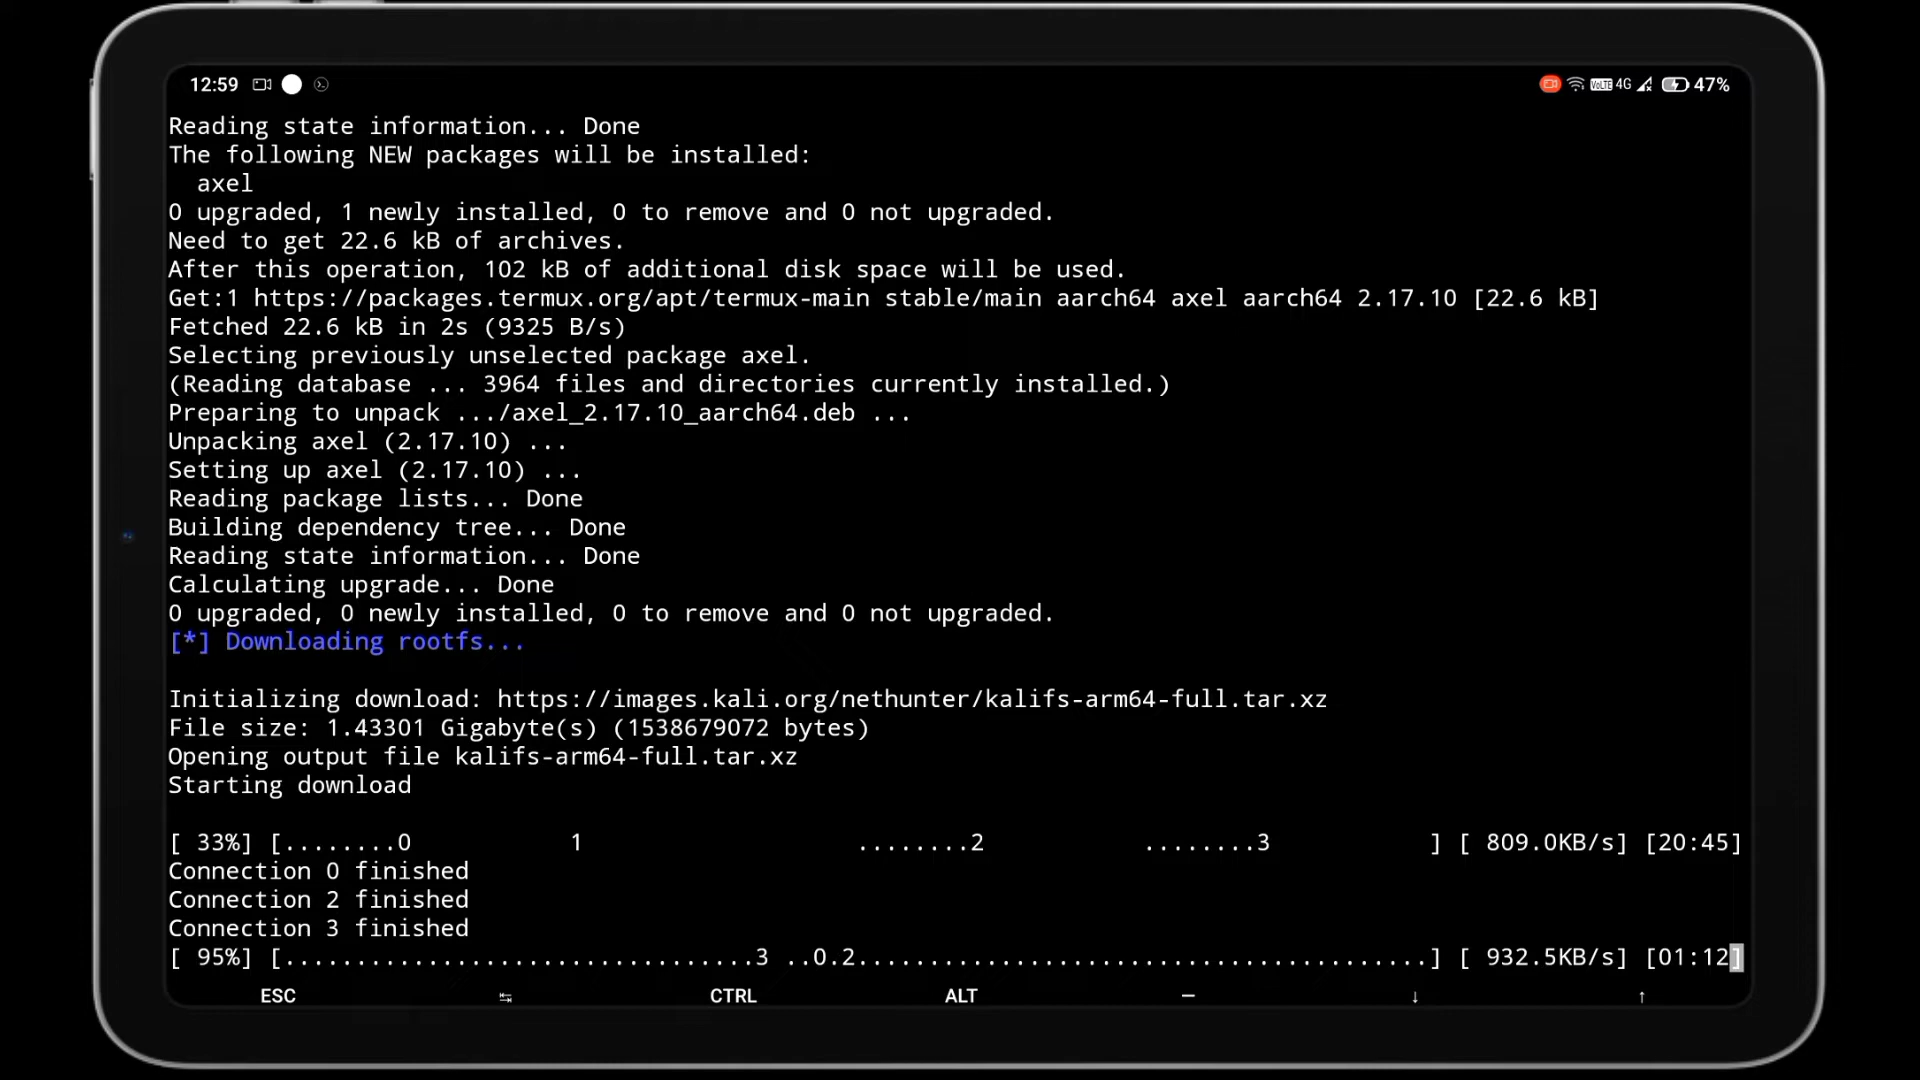 12:59 VoLTE 4G 47%
Reading state information... Done
The following NEW packages will be installed:
  axel
0 upgraded, 1 newly installed, 0 to remove and 0 not upgraded.
Need to get 22.6 kB of archives.
After this operation, 102 kB of additional disk space will be used.
Get:1 https://packages.termux.org/apt/termux-main stable/main aarch64 axel aarch64 2.17.10 [22.6 kB]
Fetched 22.6 kB in 2s (9325 B/s)
Selecting previously unselected package axel.
(Reading database ... 3964 files and directories currently installed.)
Preparing to unpack .../axel_2.17.10_aarch64.deb ...
Unpacking axel (2.17.10) ...
Setting up axel (2.17.10) ...
Reading package lists... Done
Building dependency tree... Done
Reading state information... Done
Calculating upgrade... Done
0 upgraded, 0 newly installed, 0 to remove and 0 not upgraded.
[*] Downloading rootfs...
Initializing download: https://images.kali.org/nethunter/kalifs-arm64-full.tar.xz
File size: 1.43301 Gigabyte(s) (1538679072 bytes)
Opening output file kalifs-arm64-full.tar.xz
Starting download
[ 33%] [........0           1                   ........2           ........3           ] [ 809.0KB/s] [20:45]
Connection 0 finished
Connection 2 finished
Connection 3 finished
[ 95%] [.................................3 ..0.2........................................] [ 932.5KB/s] [01:12]
ESC ↹ CTRL ALT — ↓ ↑